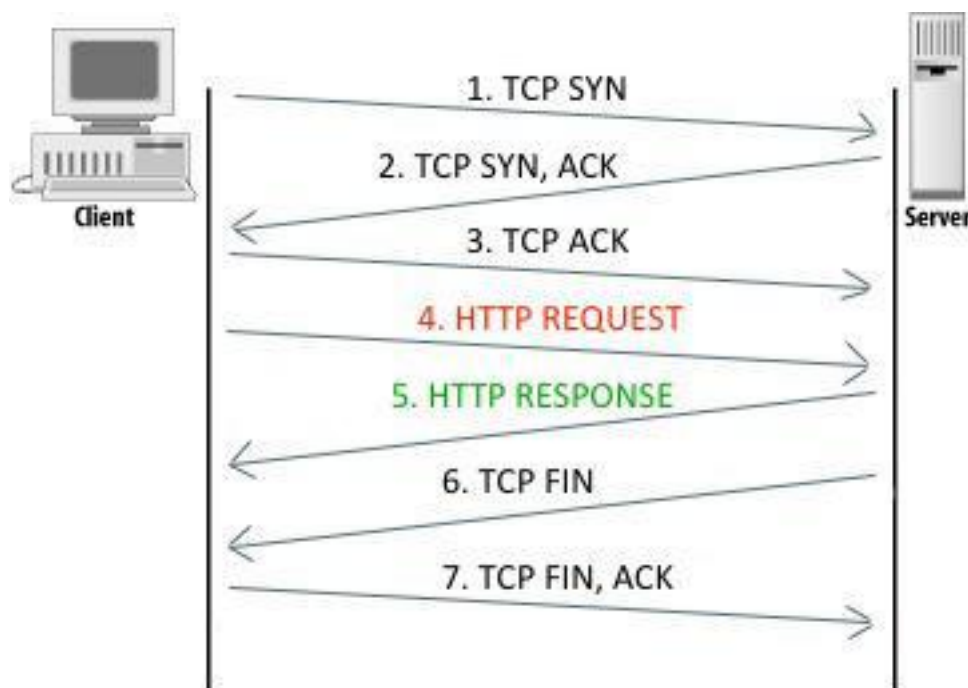 1. TCP SYN
2. TCP SYN, ACK
Client
Server
3. TCP ACK
4. HTTP REQUEST
5. HTTP RESPONSE
6. TCP FIN
7. TCP FIN, ACK